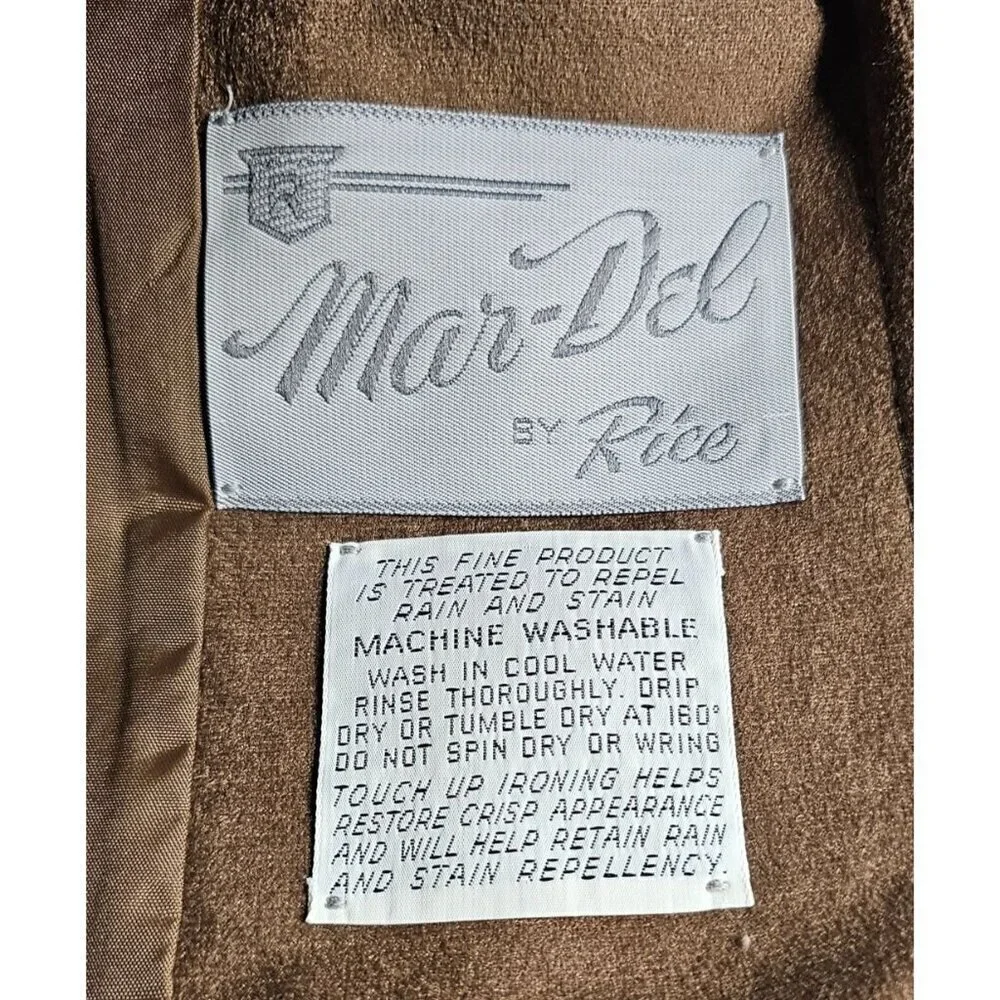 R
Mar-Del
BY Rice
THIS FINE PRODUCT
IS TREATED TO REPEL
RAIN AND STAIN
MACHINE WASHABLE
WASH IN COOL WATER
RINSE THOROUGHLY. DRIP
DRY OR TUMBLE DRY AT 160°
DO NOT SPIN DRY OR WRING
TOUCH UP IRONING HELPS
RESTORE CRISP APPEARANCE
AND WILL HELP RETAIN RAIN
AND STAIN REPELLENCY.